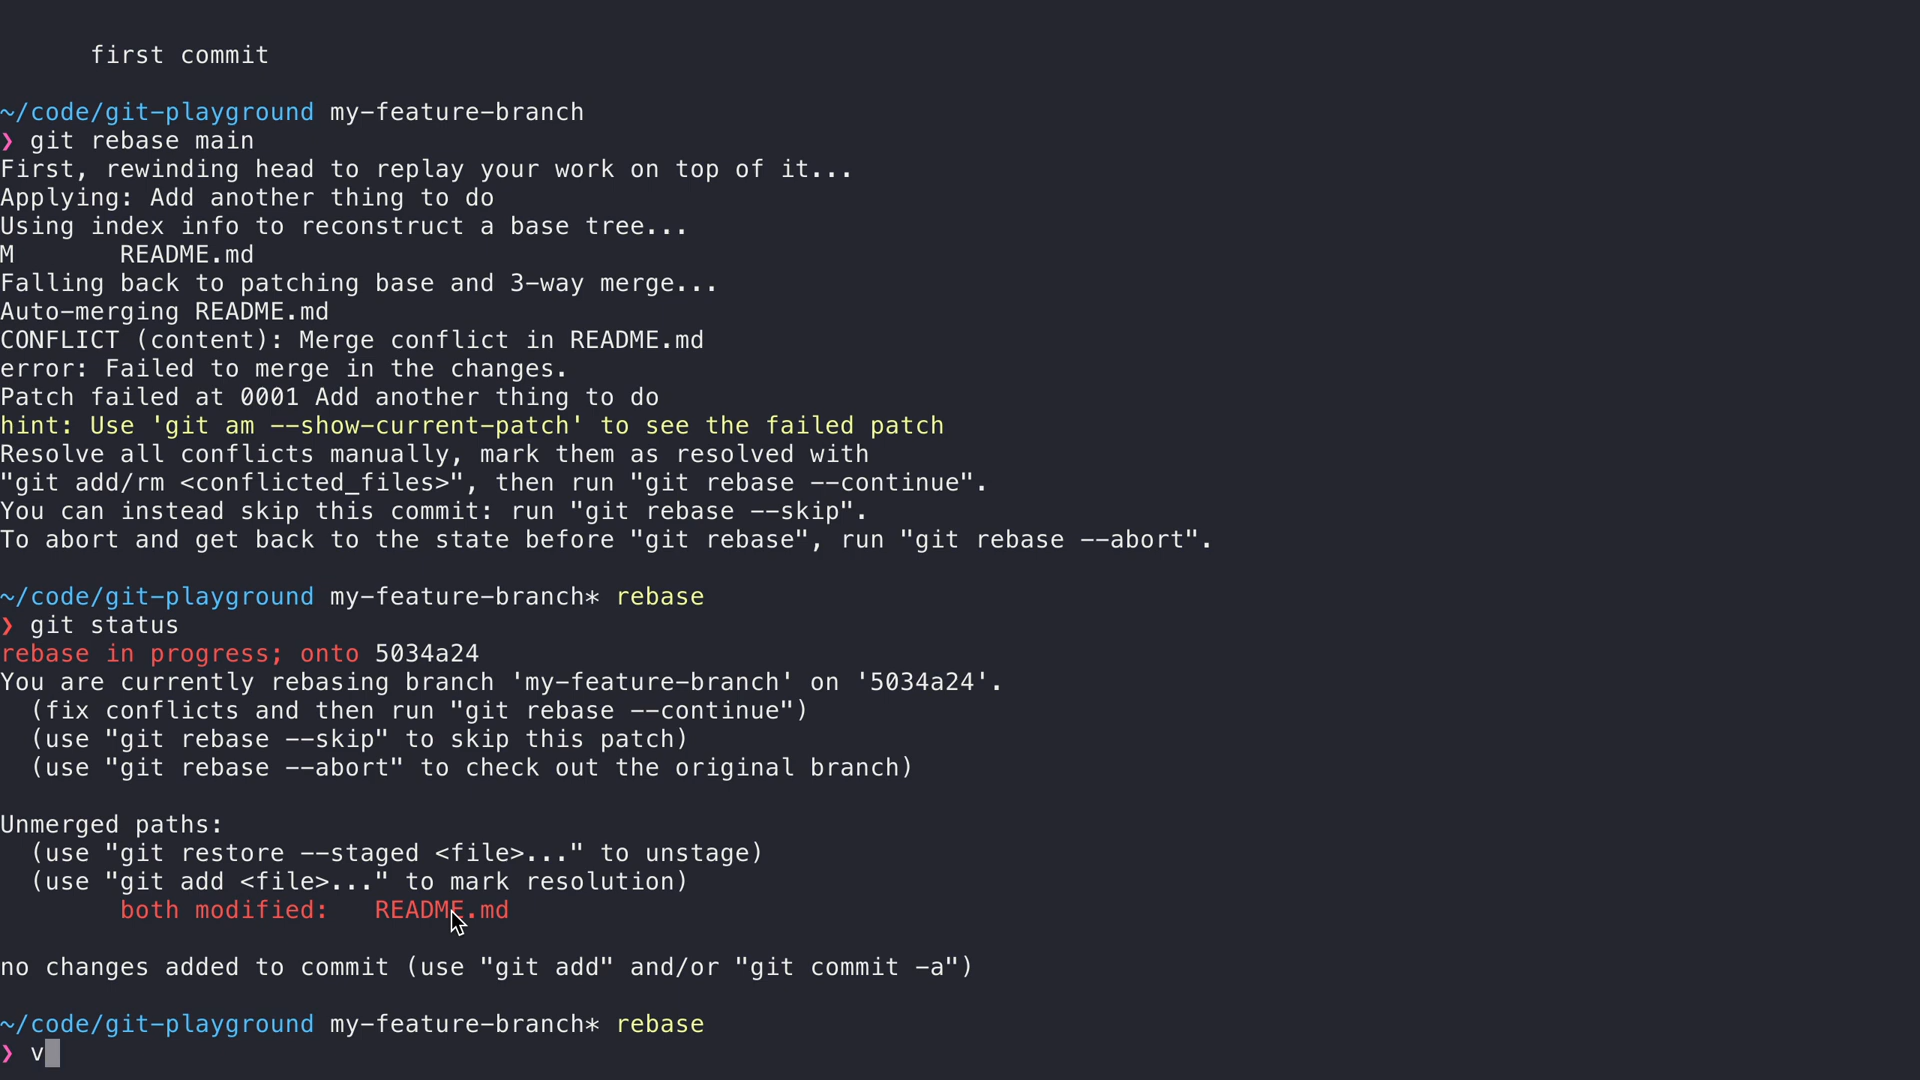 first commit
~/code/git-playground my-feature-branch
❯ git rebase main
First, rewinding head to replay your work on top of it...
Applying: Add another thing to do
Using index info to reconstruct a base tree...
M       README.md
Falling back to patching base and 3-way merge...
Auto-merging README.md
CONFLICT (content): Merge conflict in README.md
error: Failed to merge in the changes.
Patch failed at 0001 Add another thing to do
hint: Use 'git am --show-current-patch' to see the failed patch
Resolve all conflicts manually, mark them as resolved with
"git add/rm <conflicted_files>", then run "git rebase --continue".
You can instead skip this commit: run "git rebase --skip".
To abort and get back to the state before "git rebase", run "git rebase --abort".
~/code/git-playground my-feature-branch* rebase
❯ git status
rebase in progress; onto 5034a24
You are currently rebasing branch 'my-feature-branch' on '5034a24'.
  (fix conflicts and then run "git rebase --continue")
  (use "git rebase --skip" to skip this patch)
  (use "git rebase --abort" to check out the original branch)
Unmerged paths:
  (use "git restore --staged <file>..." to unstage)
  (use "git add <file>..." to mark resolution)
        both modified:   README.md
no changes added to commit (use "git add" and/or "git commit -a")
~/code/git-playground my-feature-branch* rebase
❯ v